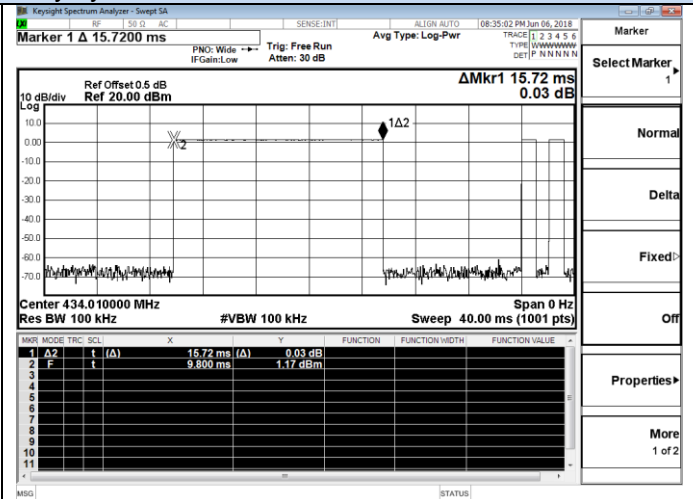 Keysight Spectrum Analyzer - Swept SA
RF 50 Ω AC SENSE:INT ALIGN AUTO 08:35:02 PM Jun 06, 2018
Marker 1 Δ 15.7200 ms
PNO: Wide Trig: Free Run
IFGain:Low Atten: 30 dB
Avg Type: Log-Pwr
TRACE 1 2 3 4 5 6
TYPE WWWWWW
DET P NNNNN
Ref Offset 0.5 dB
10 dB/div Ref 20.00 dBm
Log
ΔMkr1 15.72 ms
0.03 dB
10.0
0.00
-10.0
-20.0
-30.0
-40.0
-50.0
-60.0
-70.0
2
1Δ2
Center 434.010000 MHz Span 0 Hz
Res BW 100 kHz #VBW 100 kHz Sweep 40.00 ms (1001 pts)
MKR MODE TRC SCL X Y FUNCTION FUNCTION WIDTH FUNCTION VALUE
1 Δ2 t (Δ) 15.72 ms (Δ) 0.03 dB
2 F t 9.800 ms 1.17 dBm
3
4
5
6
7
8
9
10
11
MSG STATUS
Marker
Select Marker
1
Normal
Delta
Fixed
Off
Properties
More
1 of 2